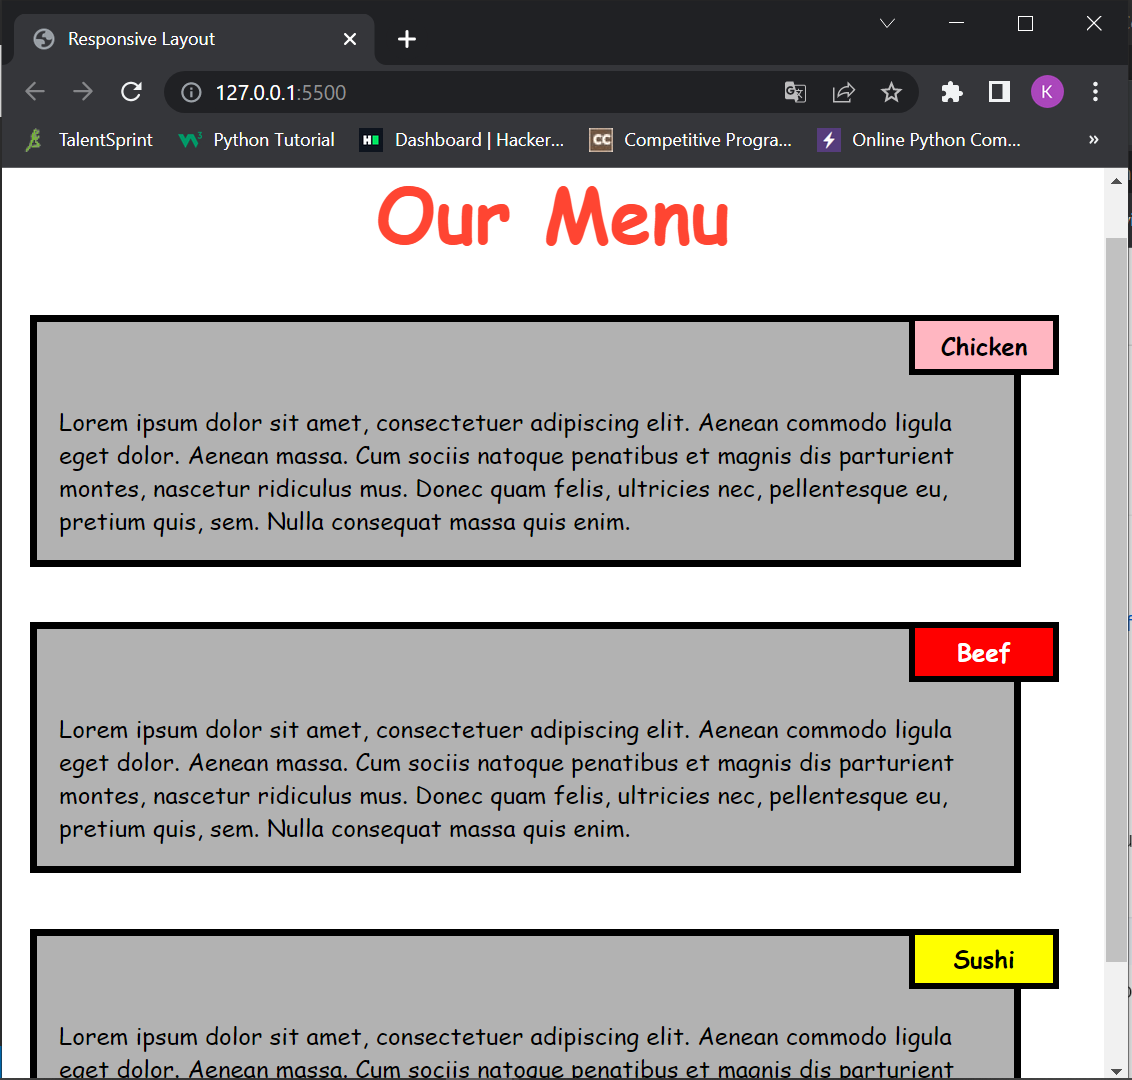 Responsive Layout
127.0.0.1:5500
K
TalentSprint
Python Tutorial
Dashboard | Hacker...
Competitive Progra...
Online Python Com...
»
Our Menu
Chicken
Lorem ipsum dolor sit amet, consectetuer adipiscing elit. Aenean commodo ligula
eget dolor. Aenean massa. Cum sociis natoque penatibus et magnis dis parturient
montes, nascetur ridiculus mus. Donec quam felis, ultricies nec, pellentesque eu,
pretium quis, sem. Nulla consequat massa quis enim.
Beef
Lorem ipsum dolor sit amet, consectetuer adipiscing elit. Aenean commodo ligula
eget dolor. Aenean massa. Cum sociis natoque penatibus et magnis dis parturient
montes, nascetur ridiculus mus. Donec quam felis, ultricies nec, pellentesque eu,
pretium quis, sem. Nulla consequat massa quis enim.
Sushi
Lorem ipsum dolor sit amet, consectetuer adipiscing elit. Aenean commodo ligula
eget dolor. Aenean massa. Cum sociis natoque penatibus et magnis dis parturient